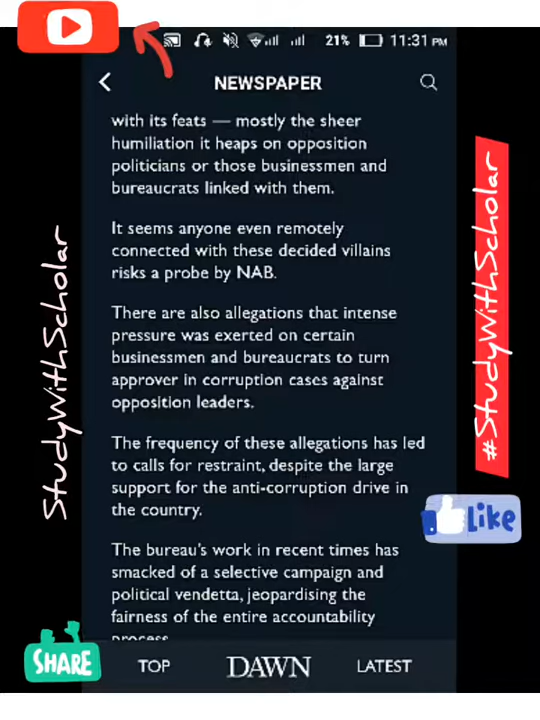 21% 11:31 PM
NEWSPAPER
with its feats — mostly the sheer
humiliation it heaps on opposition
politicians or those businessmen and
bureaucrats linked with them.
It seems anyone even remotely
connected with these decided villains
risks a probe by NAB.
There are also allegations that intense
pressure was exerted on certain
businessmen and bureaucrats to turn
approver in corruption cases against
opposition leaders.
The frequency of these allegations has led
to calls for restraint, despite the large
support for the anti-corruption drive in
the country.
The bureau's work in recent times has
smacked of a selective campaign and
political vendetta, jeopardising the
fairness of the entire accountability
process
TOP DAWN LATEST
StudyWithScholar
#StudyWithScholar
Like
SHARE